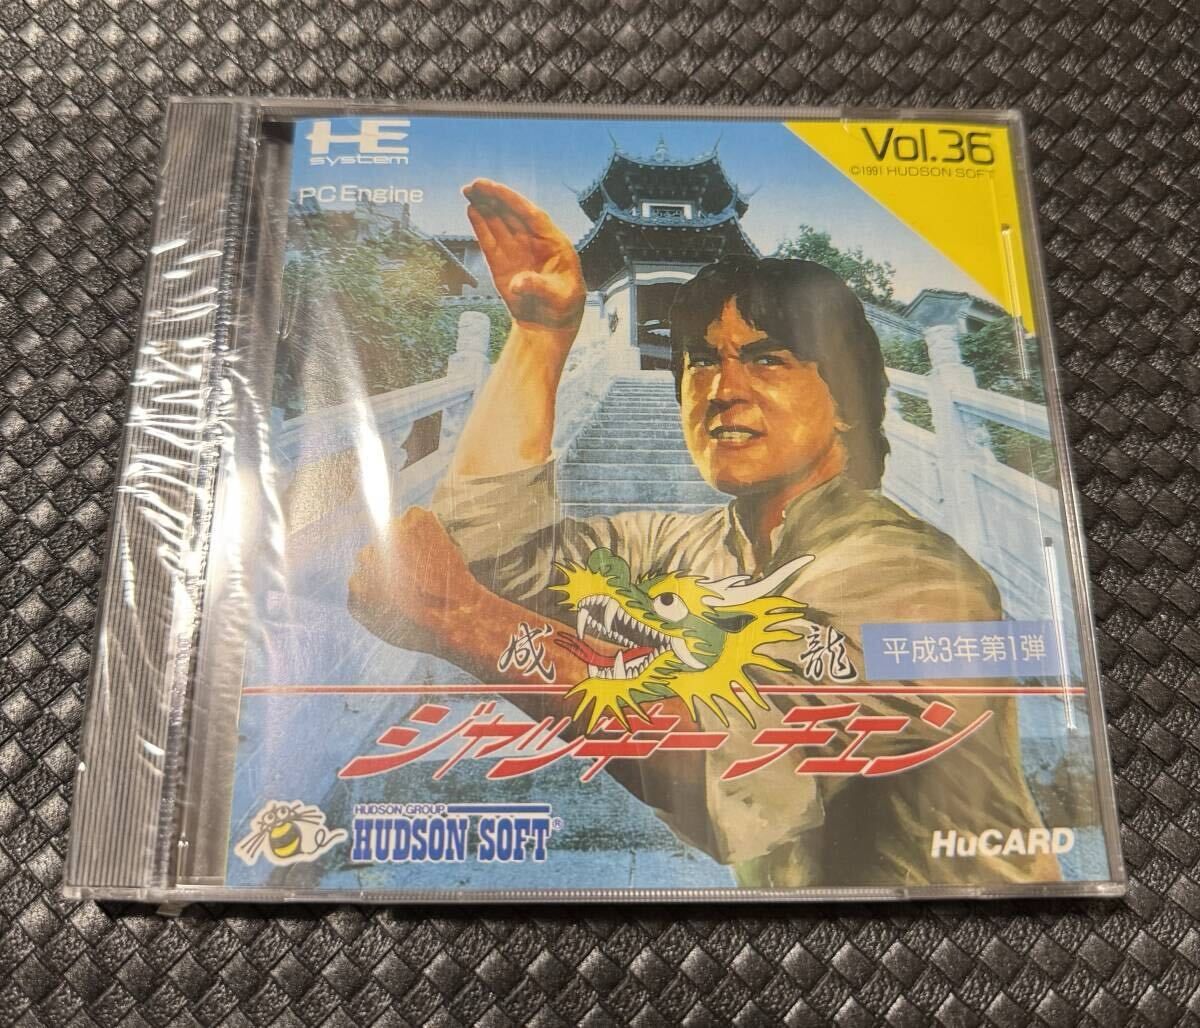 HE
system
PC Engine
Vol.36
©1991 HUDSON SOFT
成 龍
平成3年第1弾
ジャッキー チェン
HUDSON GROUP
HUDSON SOFT®
HuCARD